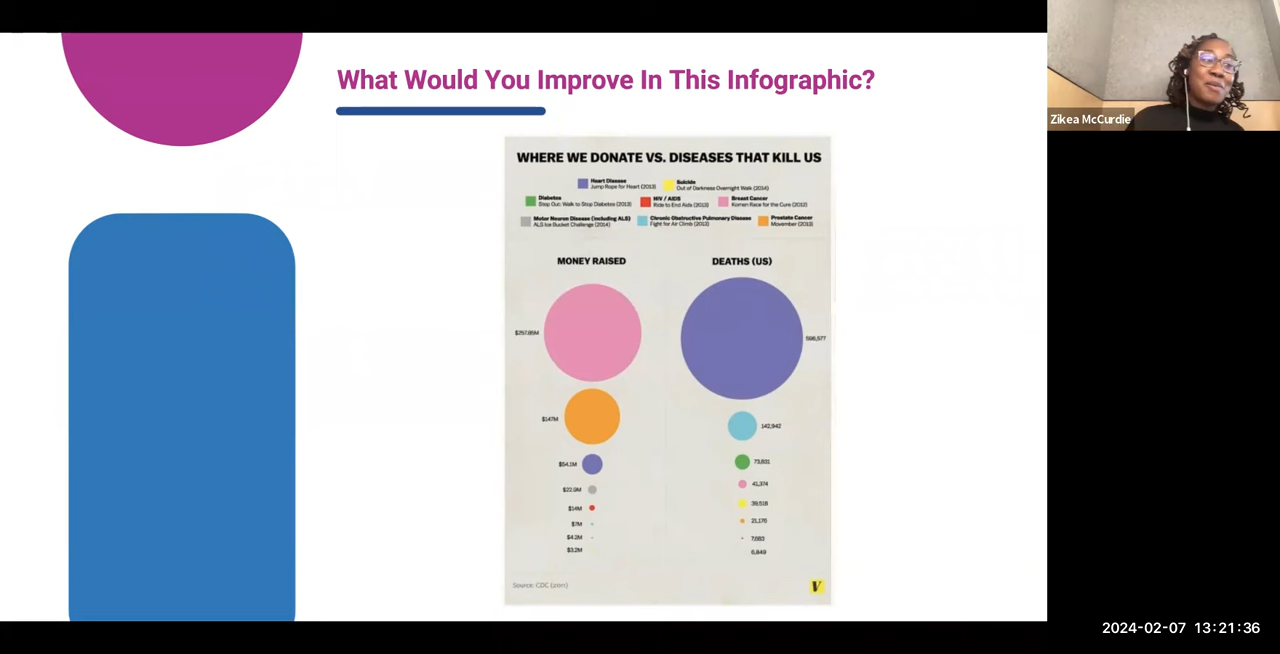 What Would You Improve In This Infographic?
Zikea McCurdie
WHERE WE DONATE VS. DISEASES THAT KILL US
Heart Disease
Jump Rope for Heart (2013)
Suicide
Out of Darkness Overnight Walk (2014)
Diabetes
Step Out: Walk to Stop Diabetes (2013)
HIV / AIDS
Ride to End Aids (2013)
Breast Cancer
Komen Race for the Cure (2012)
Motor Neuron Disease (including ALS)
ALS Ice Bucket Challenge (2014)
Chronic Obstructive Pulmonary Disease
Fight for Air Climb (2013)
Prostate Cancer
Movember (2013)
MONEY RAISED
DEATHS (US)
$257.85M
596,577
$147M
142,942
$54.1M
73,831
$22.9M
41,374
$14M
39,518
$7M
21,176
$4.2M
7,683
$3.2M
6,849
Source: CDC (2011)
V
2024-02-07 13:21:36